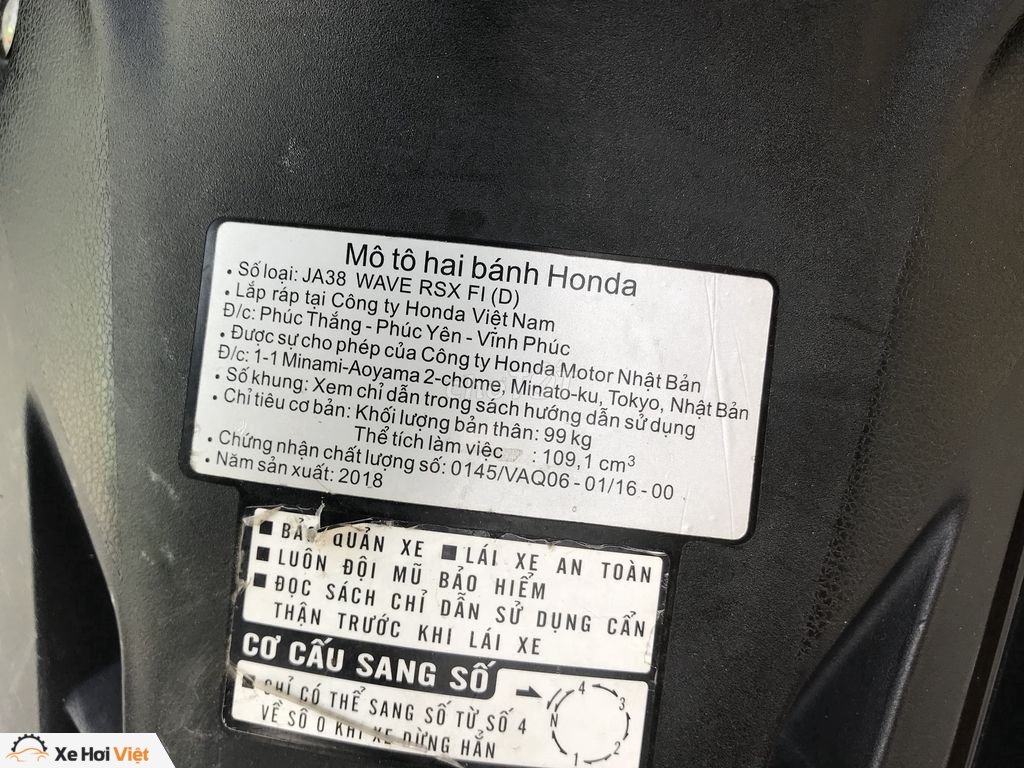 Mô tô hai bánh Honda
• Số loại: JA38 WAVE RSX FI (D)
• Lắp ráp tại Công ty Honda Việt Nam
Đ/c: Phúc Thắng - Phúc Yên - Vĩnh Phúc
• Được sự cho phép của Công ty Honda Motor Nhật Bản
Đ/c: 1-1 Minami-Aoyama 2-chome, Minato-ku, Tokyo, Nhật Bản
• Số khung: Xem chỉ dẫn trong sách hướng dẫn sử dụng
• Chỉ tiêu cơ bản: Khối lượng bản thân: 99 kg
Thể tích làm việc : 109,1 cm³
• Chứng nhận chất lượng số: 0145/VAQ06 - 01/16 - 00
• Năm sản xuất: 2018
■ BẢO QUẢN XE ■ LÁI XE AN TOÀN
■ LUÔN ĐỘI MŨ BẢO HIỂM
■ ĐỌC SÁCH CHỈ DẪN SỬ DỤNG CẨN
THẬN TRƯỚC KHI LÁI XE
CƠ CẤU SANG SỐ
■ CHỈ CÓ THỂ SANG SỐ TỪ SỐ 4
VỀ SỐ 0 KHI XE DỪNG HẲN
4
3
N
2
1
Xe Hơi Việt